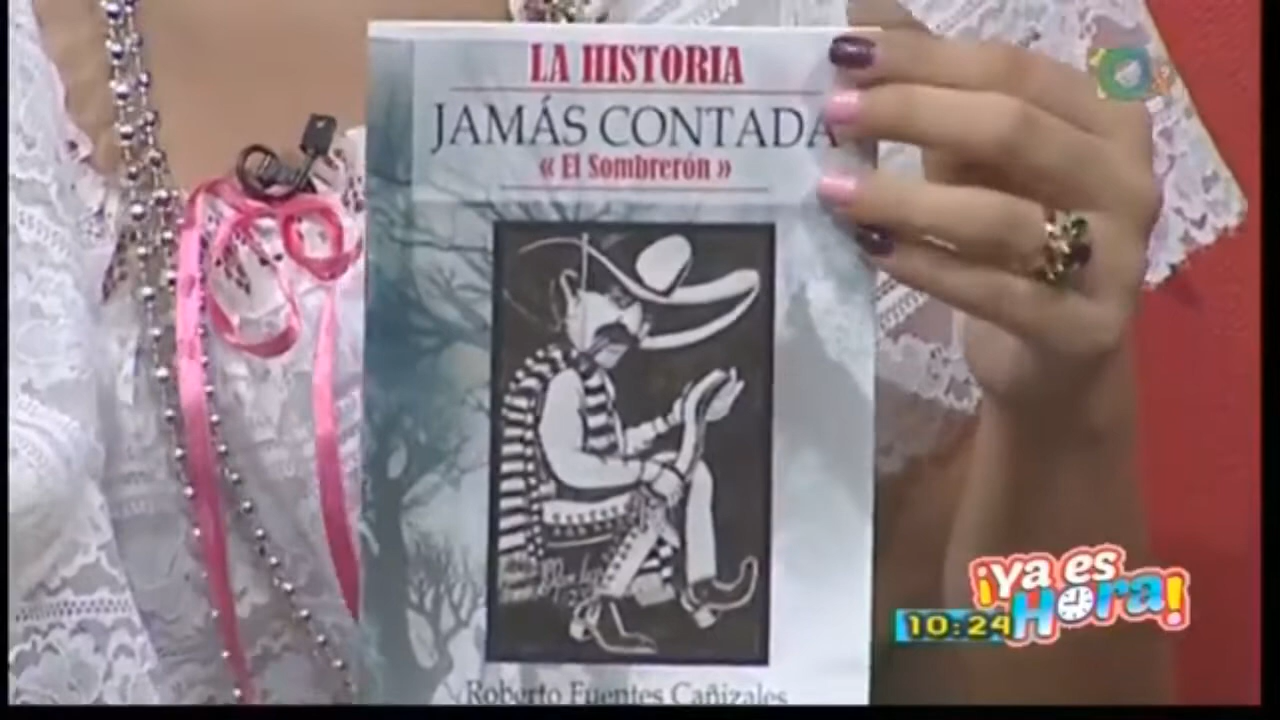 LA HISTORIA
JAMÁS CONTADA
« El Sombrerón »
Roberto Fuentes Cañizales
¡Ya es
Hora!
10:24